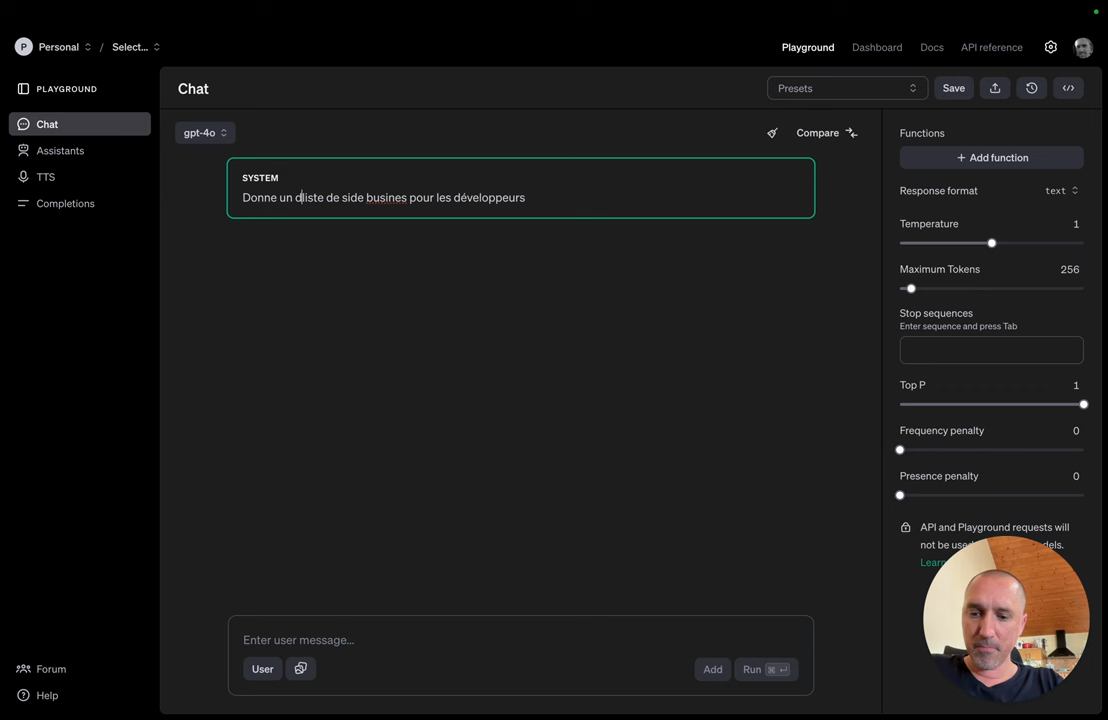 P Personal / Select...
Playground Dashboard Docs API reference
PLAYGROUND
Chat
Assistants
TTS
Completions
Forum
Help
Chat
Presets
Save
gpt-4o
Compare
SYSTEM
Donne un dliste de side busines pour les développeurs
Enter user message...
User
Add
Run ⌘ ↵
Functions
+ Add function
Response format text
Temperature 1
Maximum Tokens 256
Stop sequences
Enter sequence and press Tab
Top P 1
Frequency penalty 0
Presence penalty 0
API and Playground requests will
not be
Learn